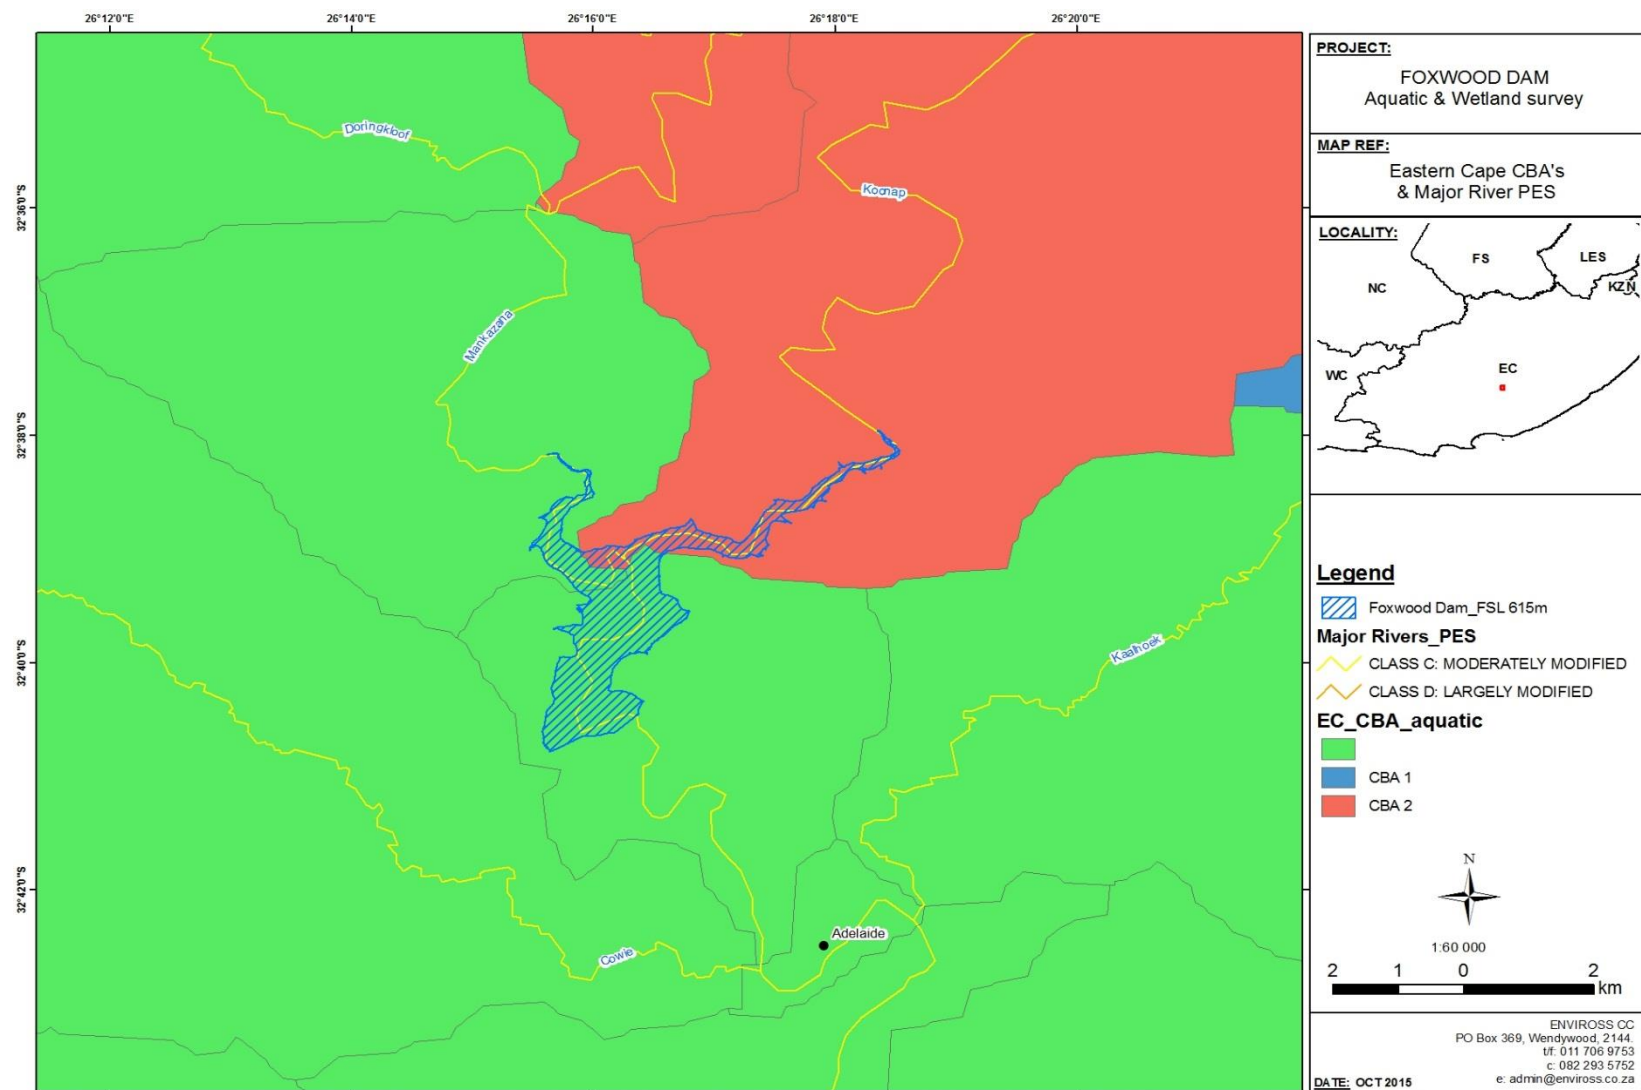 26°12'0"E
26°14'0"E
26°16'0"E
26°18'0"E
26°20'0"E
32°36'0"S
32°38'0"S
32°40'0"S
32°42'0"S
Doringkloof
Koonap
Mankazana
Kaalhoek
Cowie
Adelaide
PROJECT:
FOXWOOD DAM
Aquatic & Wetland survey
MAP REF:
Eastern Cape CBA's
& Major River PES
LOCALITY:
FS
LES
NC
KZN
WC
EC
Legend
Foxwood Dam_FSL 615m
Major Rivers_PES
CLASS C: MODERATELY MODIFIED
CLASS D: LARGELY MODIFIED
EC_CBA_aquatic
CBA 1
CBA 2
N
1:60 000
2 1 0 2
km
ENVIROSS CC
PO Box 369, Wendywood, 2144.
t/f: 011 706 9753
c: 082 293 5752
e: admin@enviross.co.za
DATE: OCT 2015